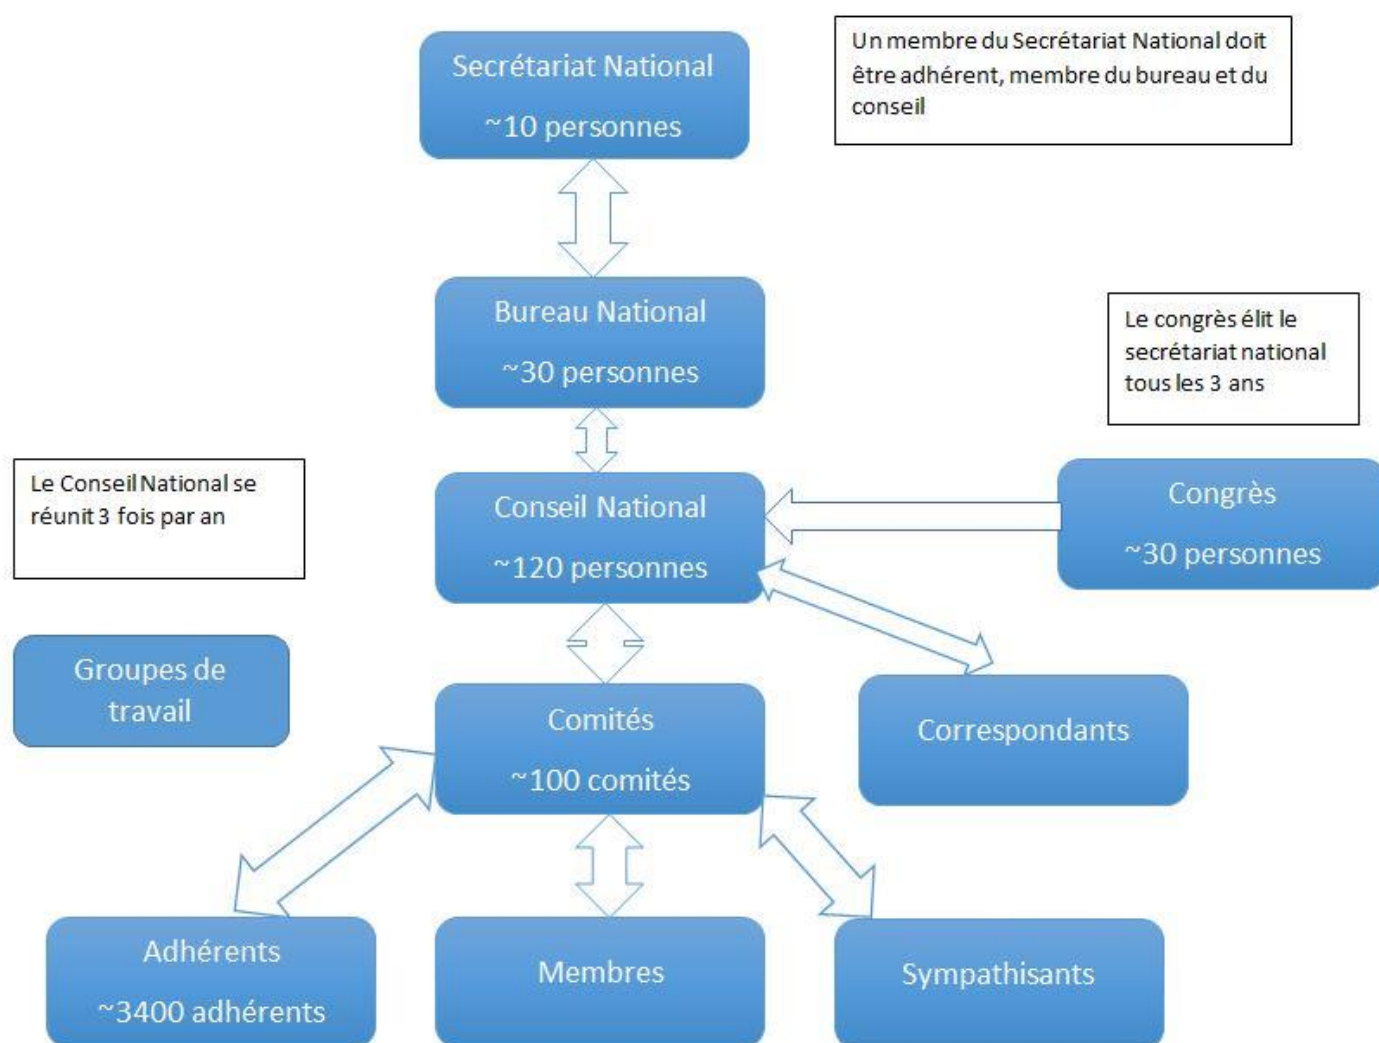 Secrétariat National
~10 personnes
Un membre du Secrétariat National doit
être adhérent, membre du bureau et du
conseil
Bureau National
~30 personnes
Le congrès élit le
secrétariat national
tous les 3 ans
Le Conseil National se
réunit 3 fois par an
Conseil National
~120 personnes
Congrès
~30 personnes
Groupes de
travail
Comités
~100 comités
Correspondants
Adhérents
~3400 adhérents
Membres
Sympathisants